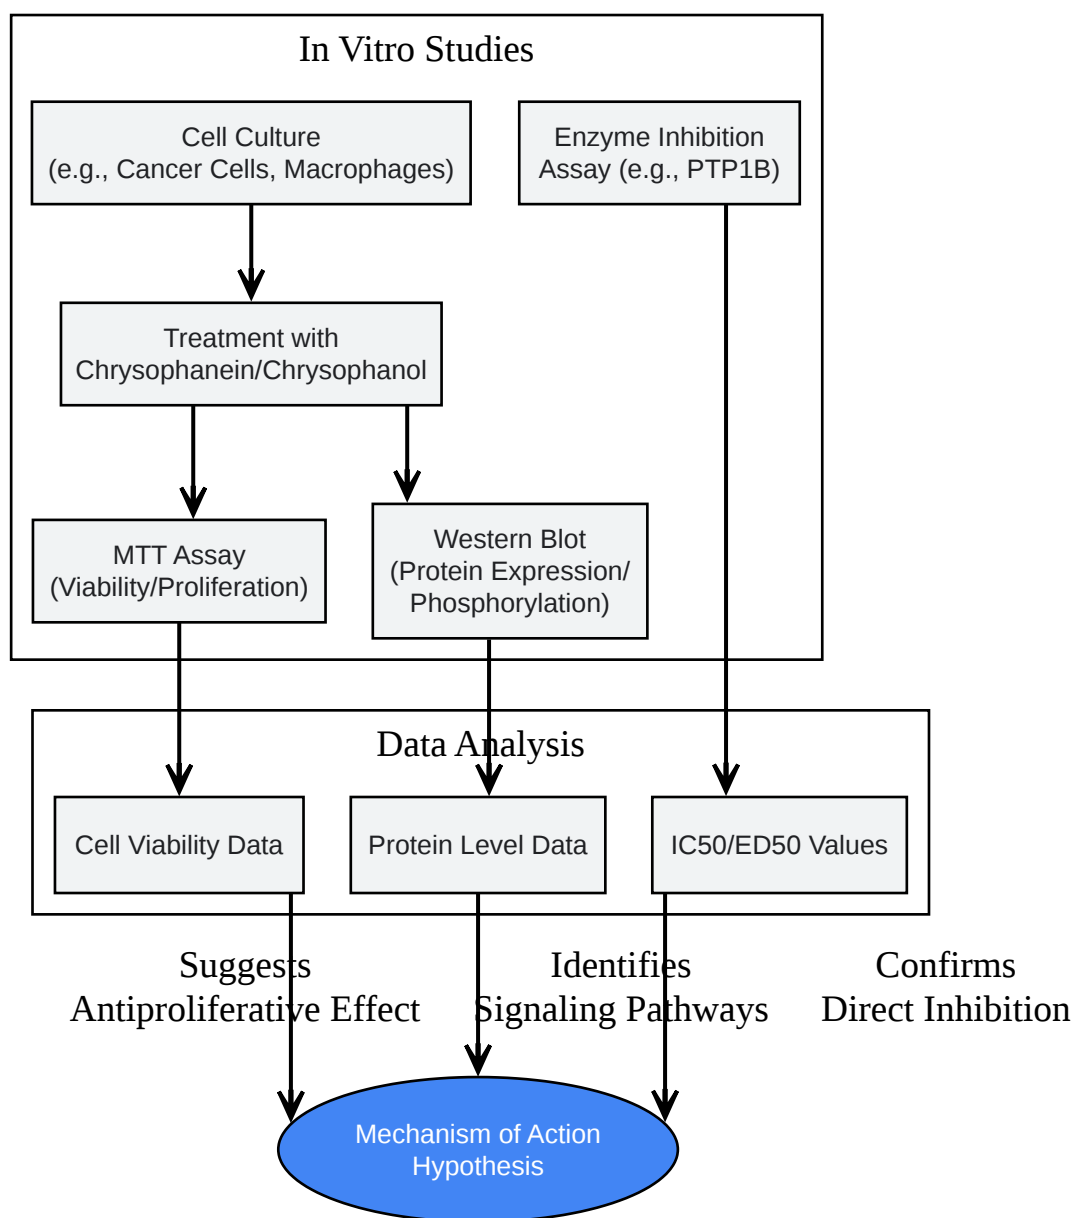 In Vitro Studies
Cell Culture
(e.g., Cancer Cells, Macrophages)
Enzyme Inhibition
Assay (e.g., PTP1B)
Treatment with
Chrysophanein/Chrysophanol
MTT Assay
(Viability/Proliferation)
Western Blot
(Protein Expression/
Phosphorylation)
Data Analysis
Cell Viability Data
Protein Level Data
IC50/ED50 Values
Suggests
Antiproliferative Effect
Identifies
Signaling Pathways
Confirms
Direct Inhibition
Mechanism of Action
Hypothesis